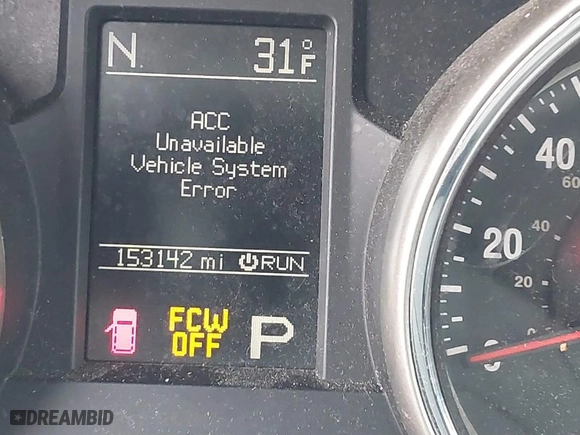 N 31°F
ACC
Unavailable
Vehicle System
Error
153142 mi RUN
FCW
OFF
P
40
60
20
40
20
0
DREAMBID